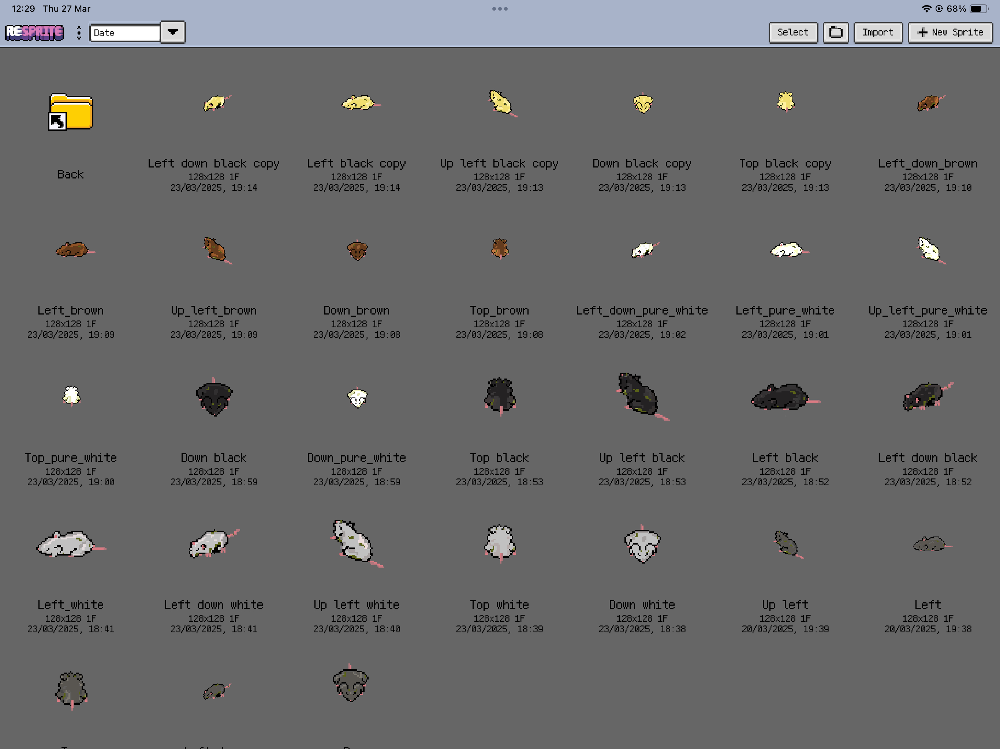 12:29 Thu 27 Mar
68%
RESPRITE
Date
Select
Import
New Sprite
Back
Left down black copy
128x128 1F
23/03/2025, 19:14
Left black copy
128x128 1F
23/03/2025, 19:14
Up left black copy
128x128 1F
23/03/2025, 19:13
Down black copy
128x128 1F
23/03/2025, 19:13
Top black copy
128x128 1F
23/03/2025, 19:13
Left_down_brown
128x128 1F
23/03/2025, 19:10
Left_brown
128x128 1F
23/03/2025, 19:09
Up_left_brown
128x128 1F
23/03/2025, 19:09
Down_brown
128x128 1F
23/03/2025, 19:08
Top_brown
128x128 1F
23/03/2025, 19:08
Left_down_pure_white
128x128 1F
23/03/2025, 19:02
Left_pure_white
128x128 1F
23/03/2025, 19:01
Up_left_pure_white
128x128 1F
23/03/2025, 19:01
Top_pure_white
128x128 1F
23/03/2025, 19:00
Down black
128x128 1F
23/03/2025, 18:59
Down_pure_white
128x128 1F
23/03/2025, 18:59
Top black
128x128 1F
23/03/2025, 18:53
Up left black
128x128 1F
23/03/2025, 18:53
Left black
128x128 1F
23/03/2025, 18:52
Left down black
128x128 1F
23/03/2025, 18:52
Left_white
128x128 1F
23/03/2025, 18:41
Left down white
128x128 1F
23/03/2025, 18:41
Up left white
128x128 1F
23/03/2025, 18:40
Top white
128x128 1F
23/03/2025, 18:39
Down white
128x128 1F
23/03/2025, 18:38
Up left
128x128 1F
20/03/2025, 19:39
Left
128x128 1F
20/03/2025, 19:38